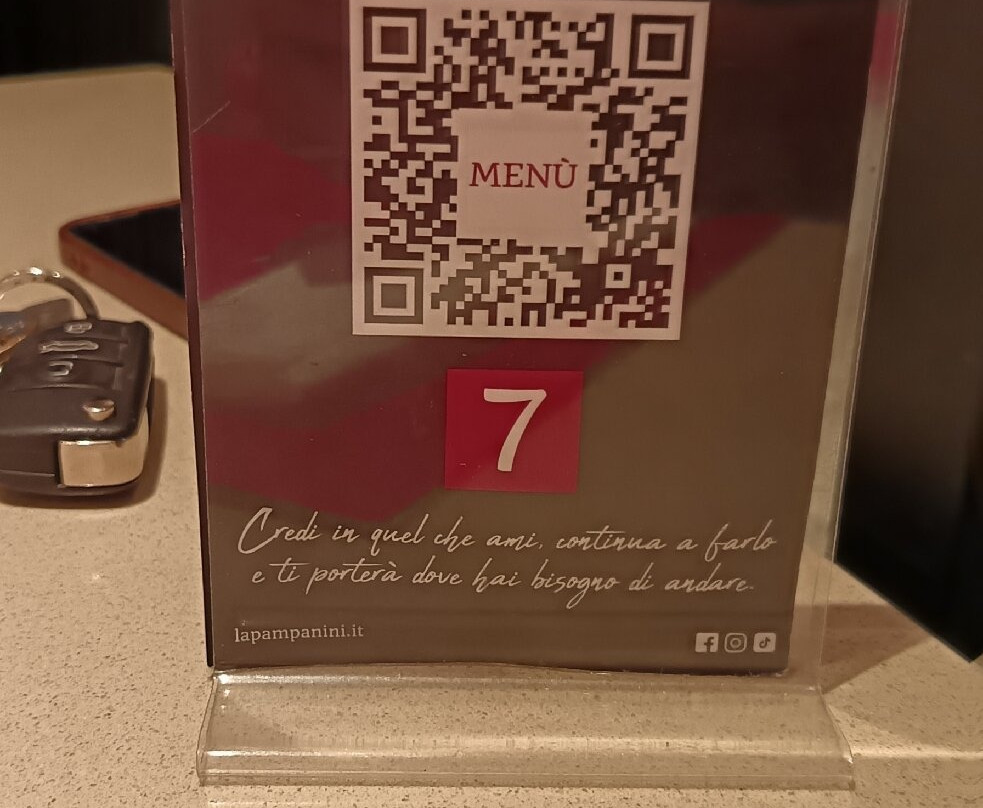 MENÙ
7
Credi in quel che ami, continua a farlo
e ti porterà dove hai bisogno di andare.
lapampanini.it